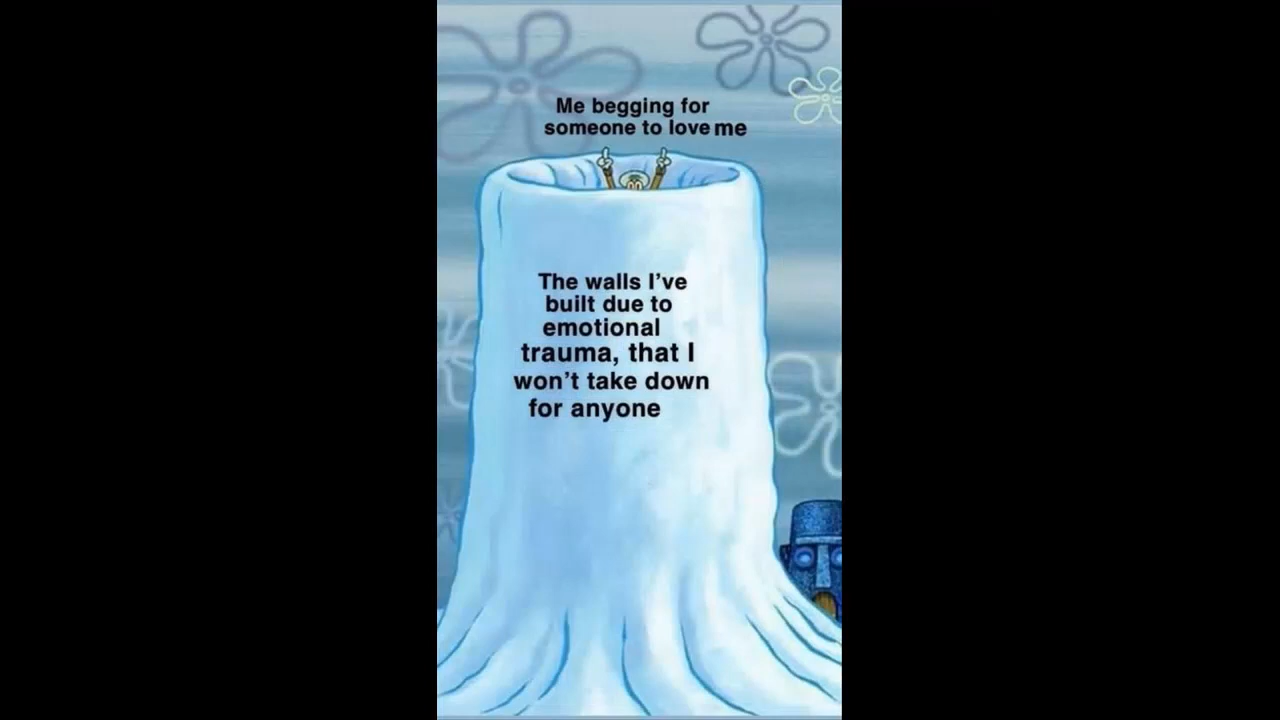 Me begging for
someone to love me
The walls I've
built due to
emotional
trauma, that I
won't take down
for anyone